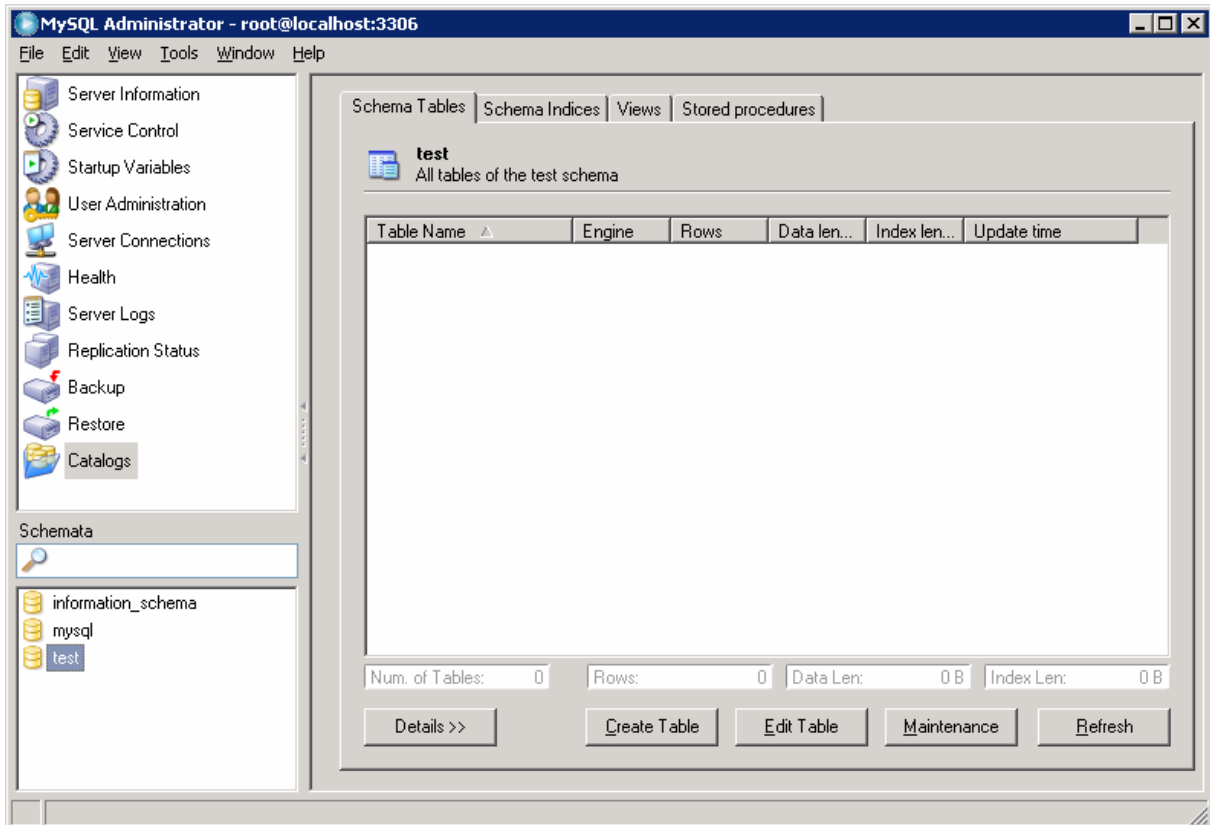 MySQL Administrator - root@localhost:3306
File Edit View Tools Window Help
Server Information
Service Control
Startup Variables
User Administration
Server Connections
Health
Server Logs
Replication Status
Backup
Restore
Catalogs
Schemata
information_schema
mysql
test
Schema Tables Schema Indices Views Stored procedures
test
All tables of the test schema
Table Name Engine Rows Data len... Index len... Update time
Num. of Tables: 0 Rows: 0 Data Len: 0 B Index Len: 0 B
Details >> Create Table Edit Table Maintenance Refresh